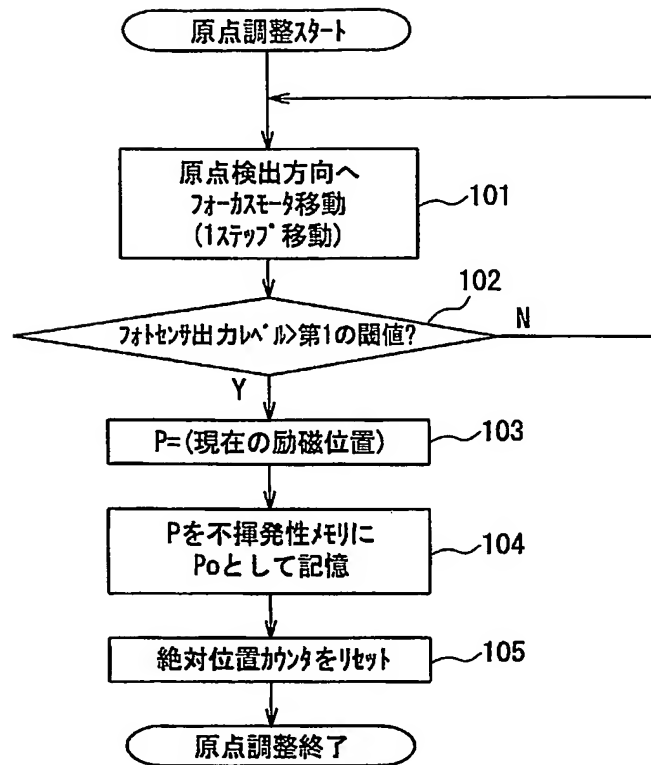 原点調整スタート
原点検出方向へ
フォーカスモータ移動
(1ステップ移動)
101
102
フォトセンサ出力レベル>第1の閾値?
N
Y
P=(現在の励磁位置)
103
Pを不揮発性メモリに
Poとして記憶
104
絶対位置カウンタをリセット
105
原点調整終了